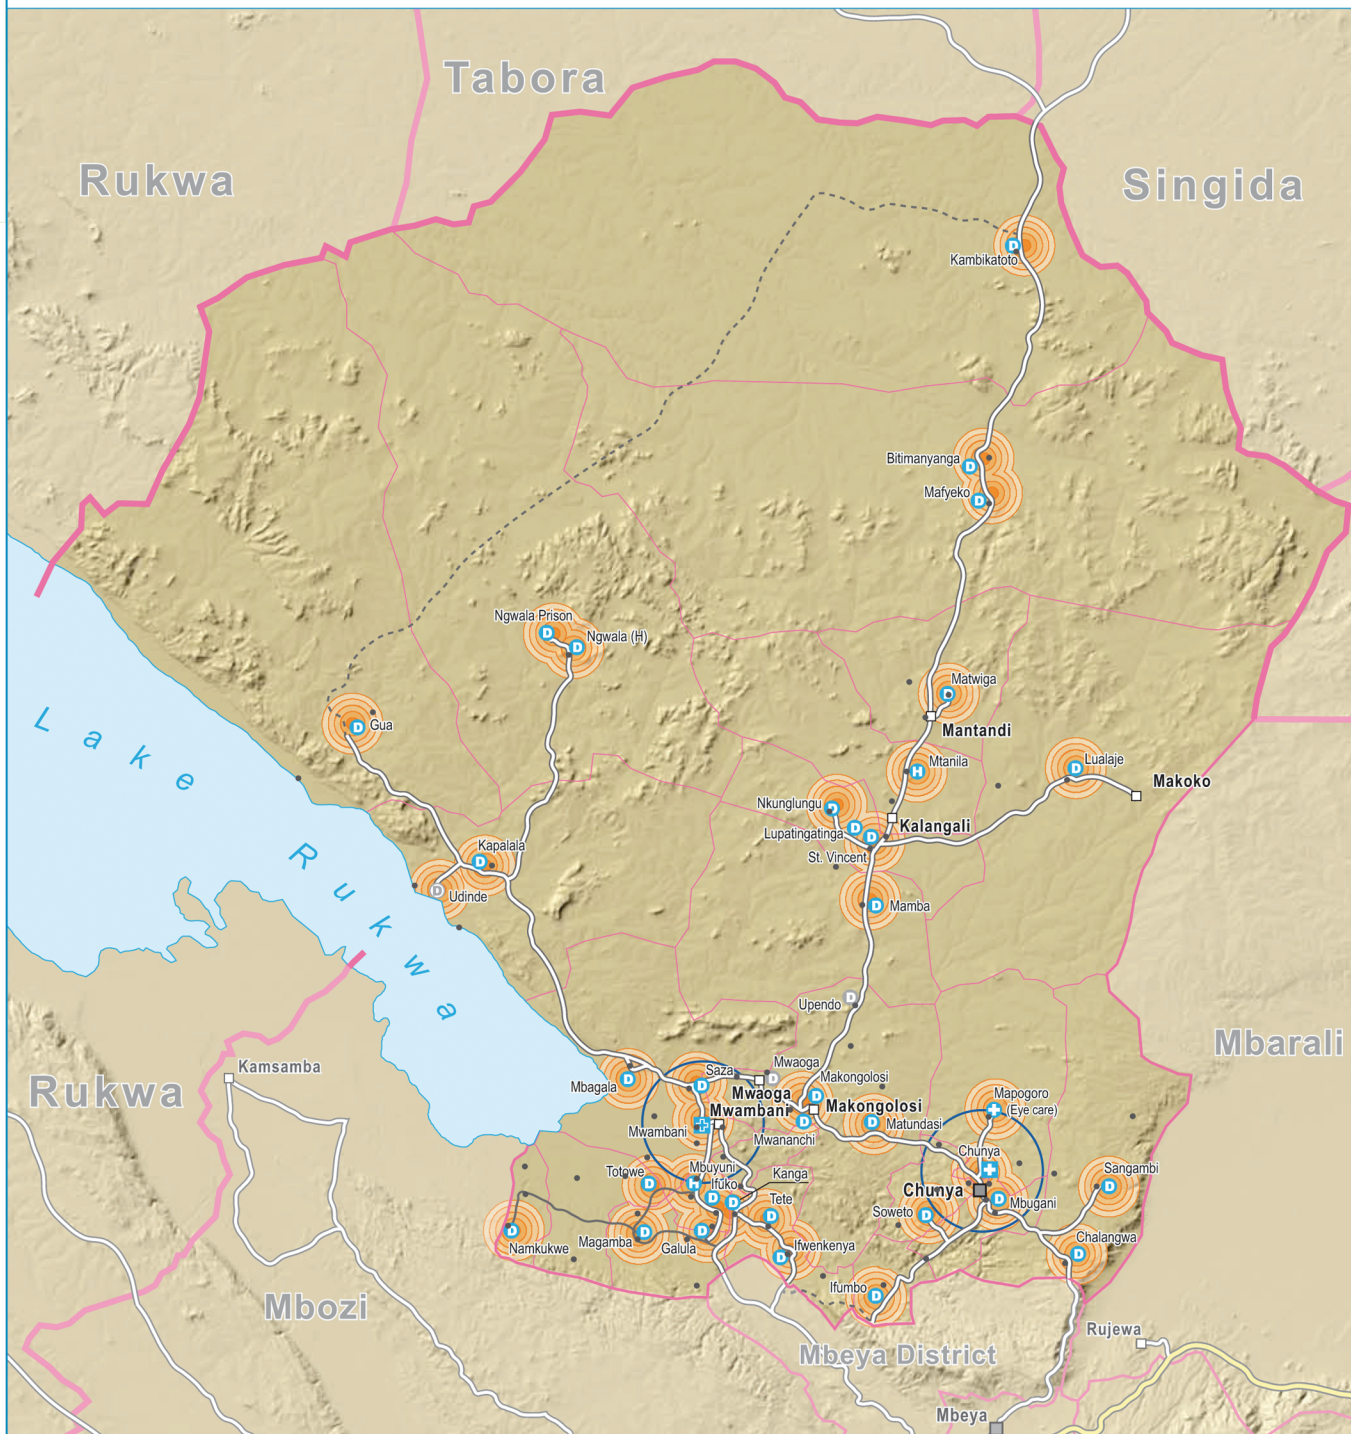 Tabora
Rukwa
Singida
D
Kambikatoto
Bitimanyanga
D
Mafyeko
D
Ngwala Prison
D
Ngwala (H)
D
Matwiga
D
Gua
D
Mantandi
Lake Rukwa
Mtanila
H
Lualaje
D
Makoko
Nkunglungu
D
Kalangali
Lupatingatinga
D
D
St. Vincent
Kapalala
D
Udinde
D
Mamba
D
Upendo
D
Mbarali
Kamsamba
Rukwa
Mbagala
D
Saza
D
Mwaoga
D
Mwaoga
Makongolosi
D
Makongolosi
Mapogoro
(Eye care)
Mwambani
Mwambani
Mwananchi
D
Matundasi
D
Chunya
Chunya
Totowe
D
Mbuyuni
H
Ifuko
D
Kanga
D
Tete
D
Soweto
D
Mbugani
D
Sangambi
D
Namkukwe
D
Magamba
D
Galula
D
Ifwenkenya
D
Chalangwa
D
Ifumbo
D
Mbozi
Mbeya District
Rujewa
Mbeya